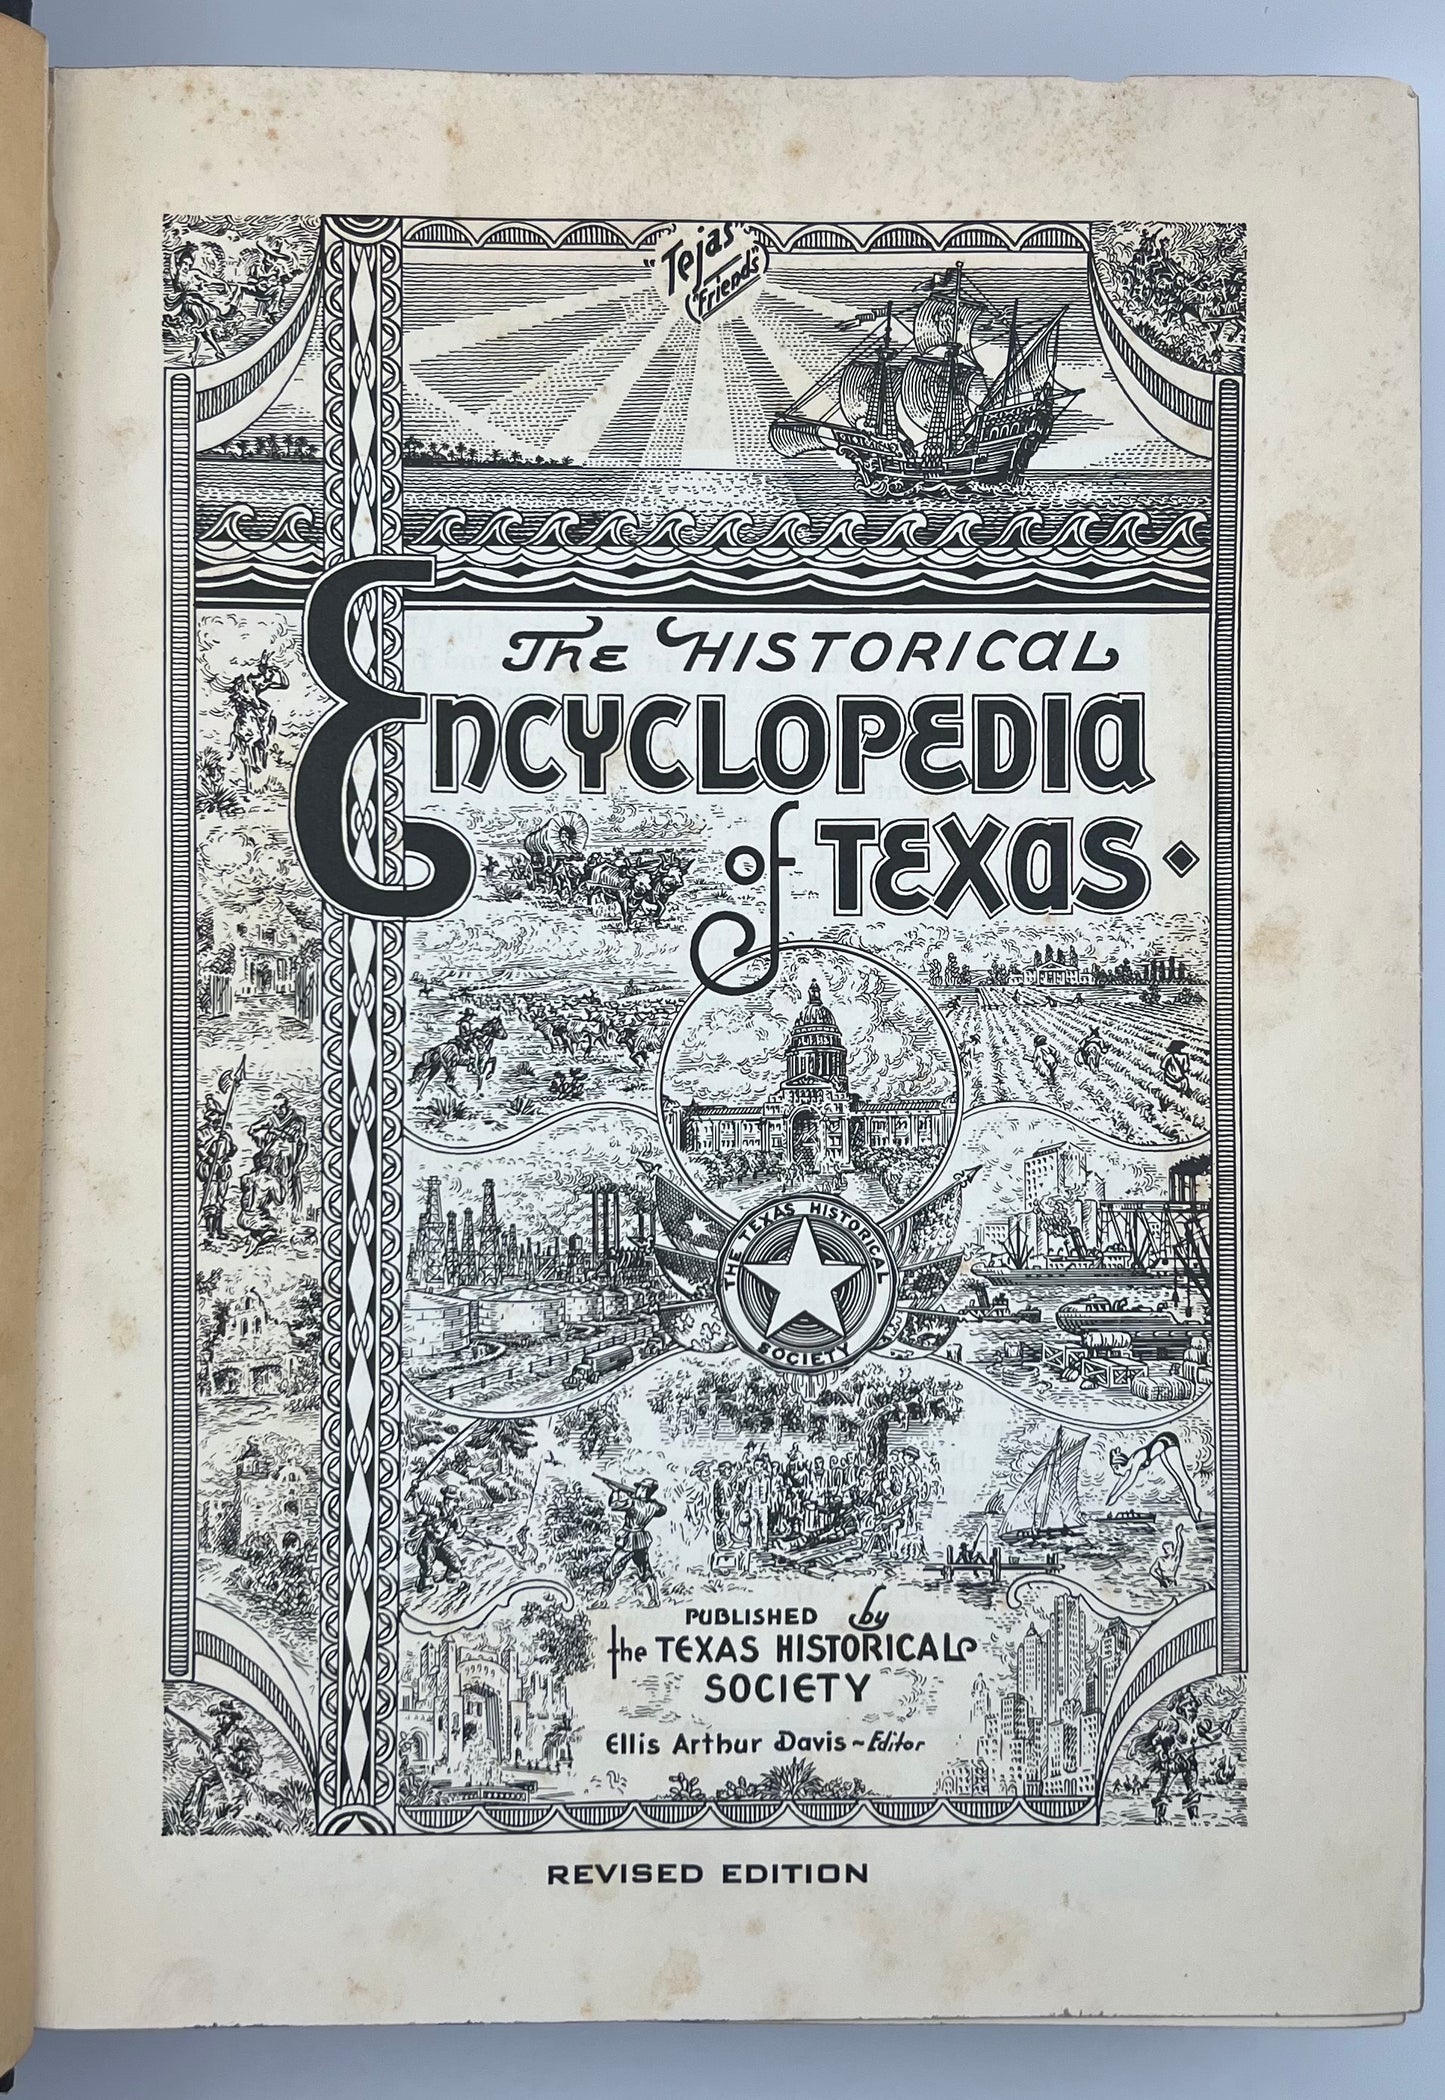 "Tejas"
("Friends")
The HISTORICAL
ENCYCLOPEDIA
of TEXAS
THE TEXAS HISTORICAL
SOCIETY
PUBLISHED by
the TEXAS HISTORICAL
SOCIETY
Ellis Arthur Davis ~ Editor
REVISED EDITION